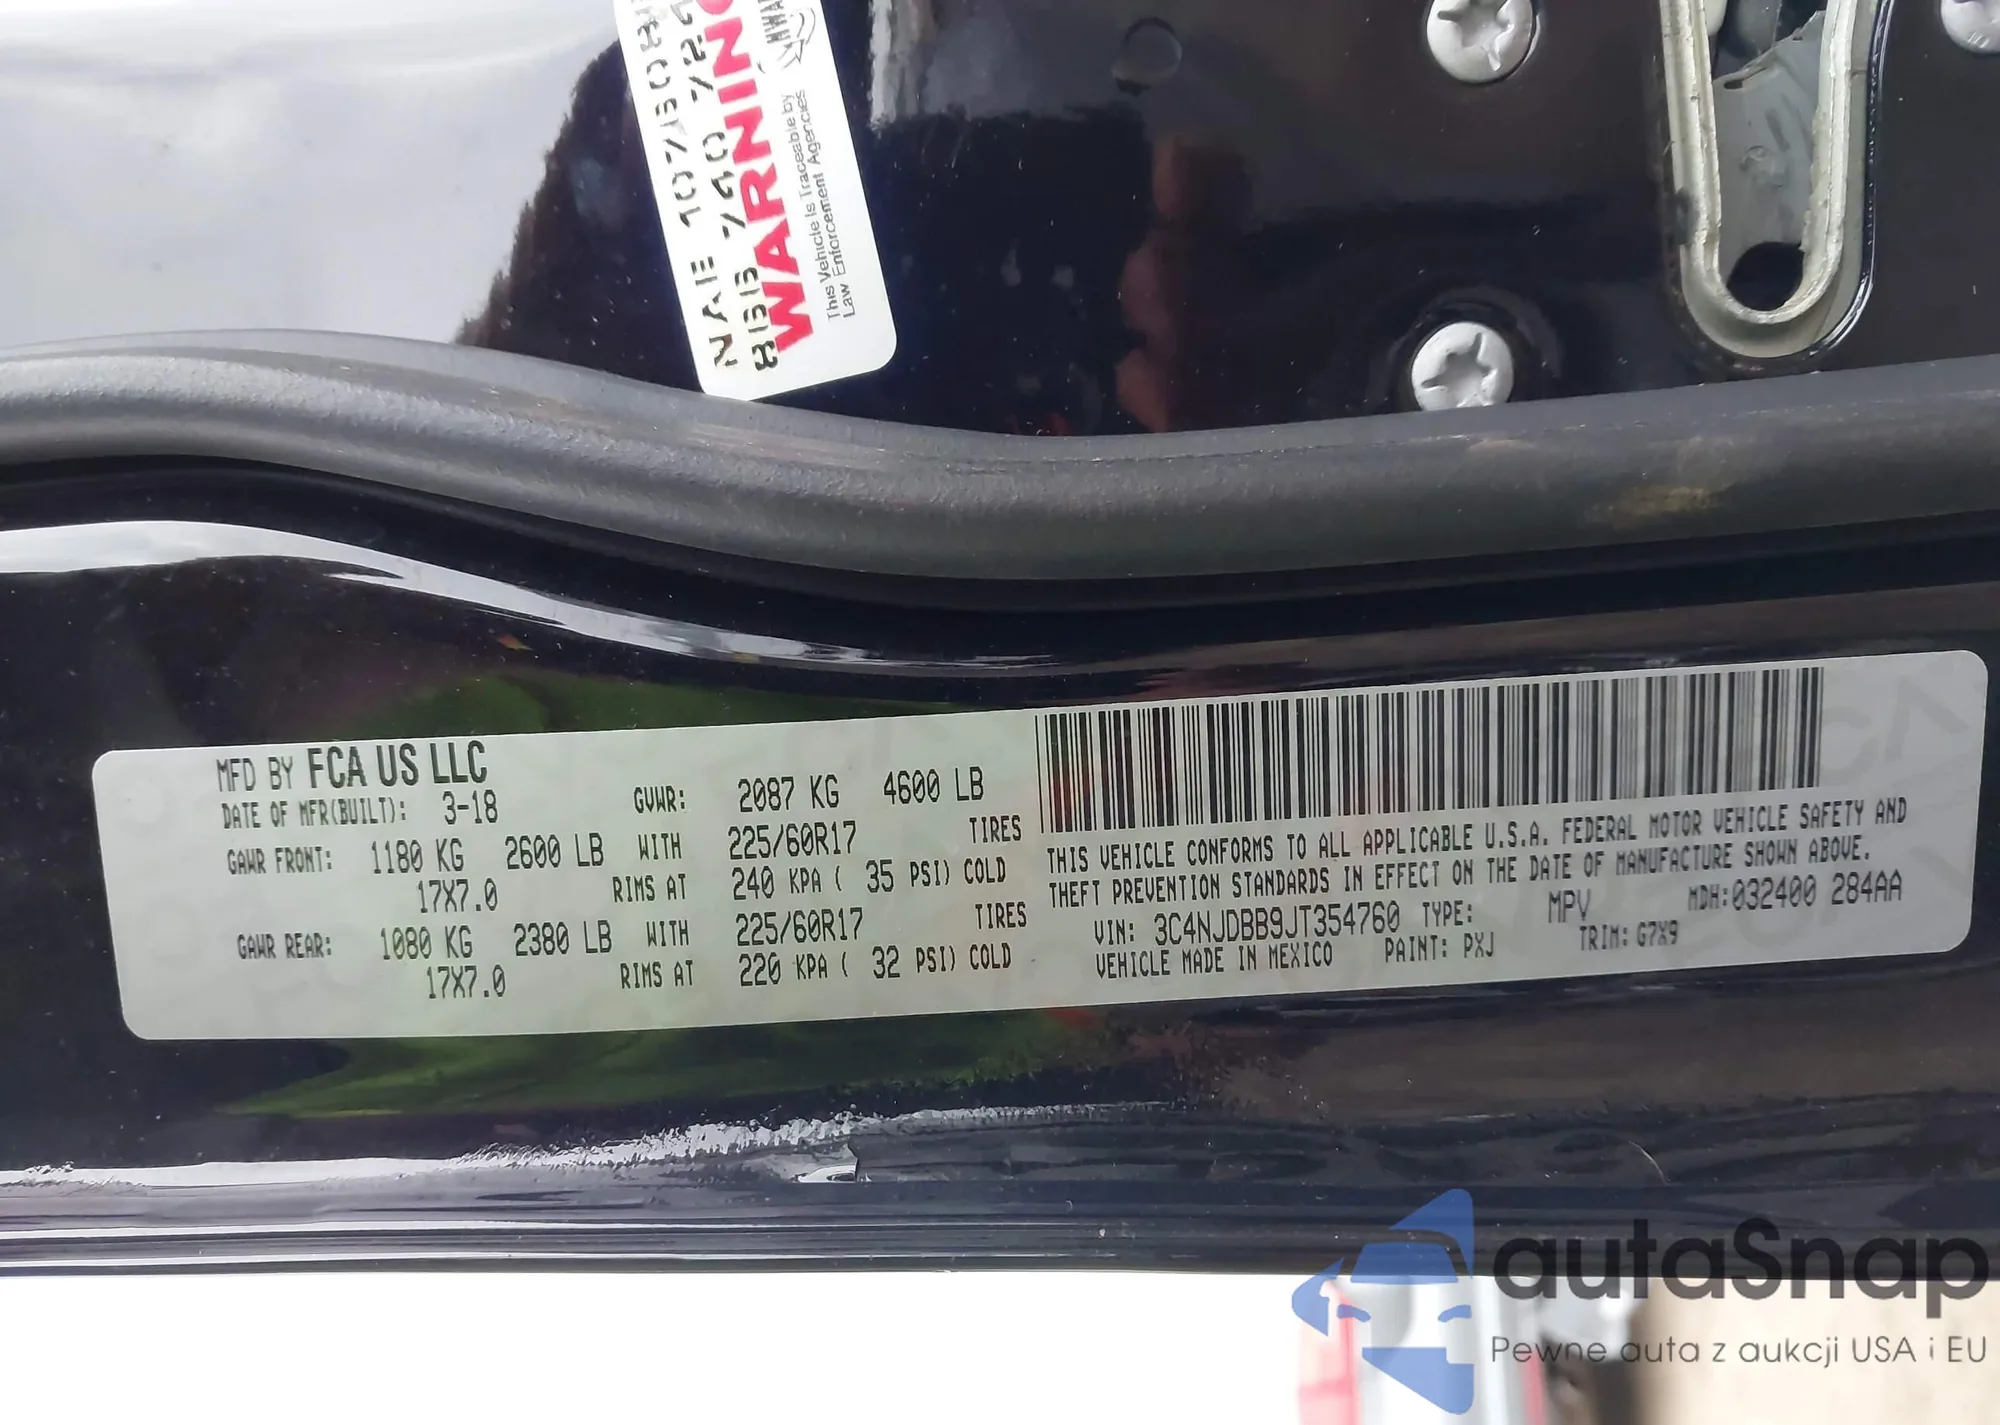 WARNING
This Vehicle Is Traceable by
Law Enforcement Agencies
MFD BY FCA US LLC
DATE OF MFR(BUILT): 3-18 GVWR: 2087 KG 4600 LB
GAWR FRONT: 1180 KG 2600 LB WITH 225/60R17 TIRES
17X7.0 RIMS AT 240 KPA ( 35 PSI) COLD
GAWR REAR: 1080 KG 2380 LB WITH 225/60R17 TIRES
17X7.0 RIMS AT 220 KPA ( 32 PSI) COLD
THIS VEHICLE CONFORMS TO ALL APPLICABLE U.S.A. FEDERAL MOTOR VEHICLE SAFETY AND
THEFT PREVENTION STANDARDS IN EFFECT ON THE DATE OF MANUFACTURE SHOWN ABOVE.
VIN: 3C4NJDBB9JT354760 TYPE: MPV MDH:032400 284AA
VEHICLE MADE IN MEXICO PAINT: PXJ TRIM: G7X9
autaSnap
Pewne auta z aukcji USA i EU